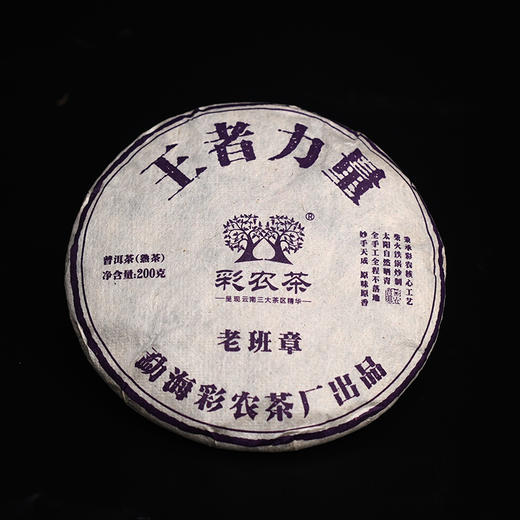 王者力量
®
普洱茶(熟茶)
净含量:200克
彩农茶
呈现云南三大茶区精华
秉承彩农核心工艺
柴火铁锅炒制
太阳自然晒青
全手工全程不落地
妙手天成 原味原香
老班章
勐海彩农茶厂出品